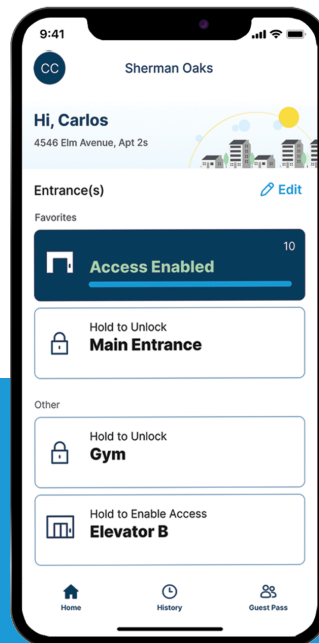 9:41
CC
Sherman Oaks
Hi, Carlos
4546 Elm Avenue, Apt 2s
Entrance(s)
Edit
Favorites
10
Access Enabled
Hold to Unlock
Main Entrance
Other
Hold to Unlock
Gym
Hold to Enable Access
Elevator B
Home
History
Guest Pass